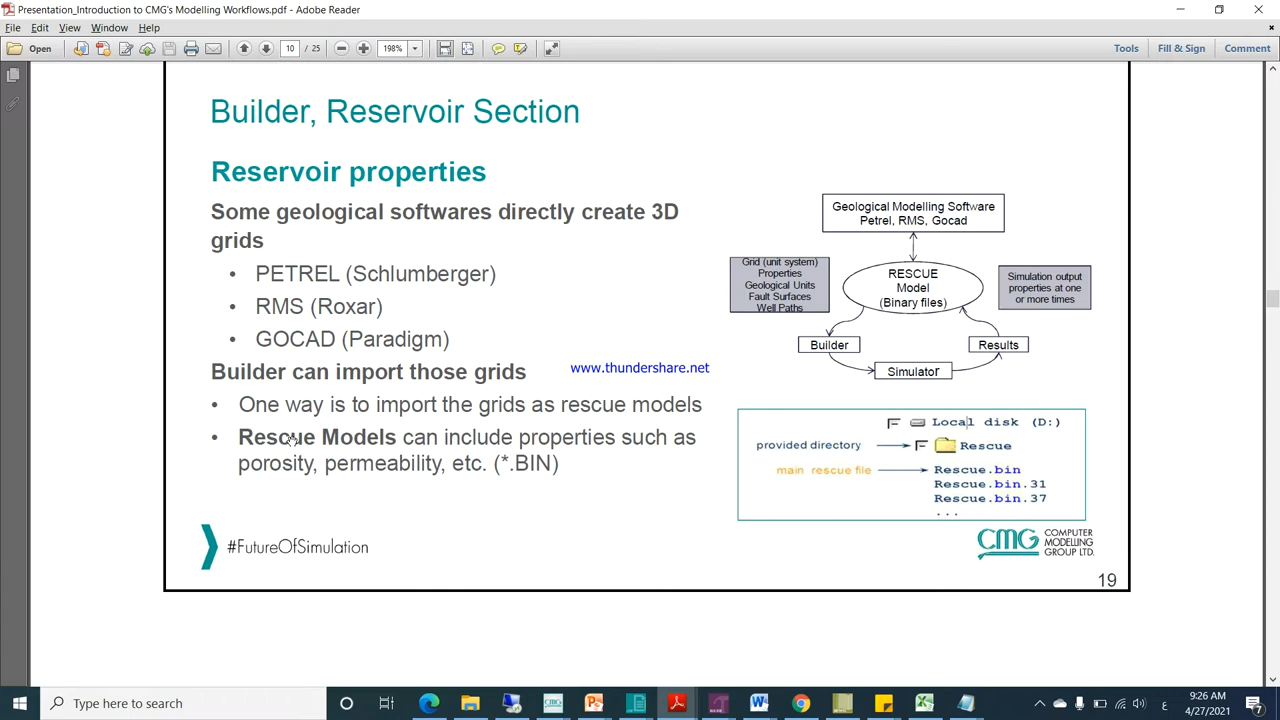 Presentation_Introduction to CMG's Modelling Workflows.pdf - Adobe Reader
File Edit View Window Help
Open 10 / 25 198% Tools Fill & Sign Comment
Builder, Reservoir Section
Reservoir properties
Some geological softwares directly create 3D
grids
• PETREL (Schlumberger)
• RMS (Roxar)
• GOCAD (Paradigm)
Builder can import those grids
www.thundershare.net
• One way is to import the grids as rescue models
• Rescue Models can include properties such as
porosity, permeability, etc. (*.BIN)
Geological Modelling Software
Petrel, RMS, Gocad
Grid (unit system)
Properties
Geological Units
Fault Surfaces
Well Paths
RESCUE
Model
(Binary files)
Simulation output
properties at one
or more times
Builder
Results
Simulator
Local disk (D:)
provided directory
Rescue
main rescue file
Rescue.bin
Rescue.bin.31
Rescue.bin.37
...
#FutureOfSimulation
CMG COMPUTER
MODELLING
GROUP LTD.
19
Type here to search
9:26 AM
4/27/2021